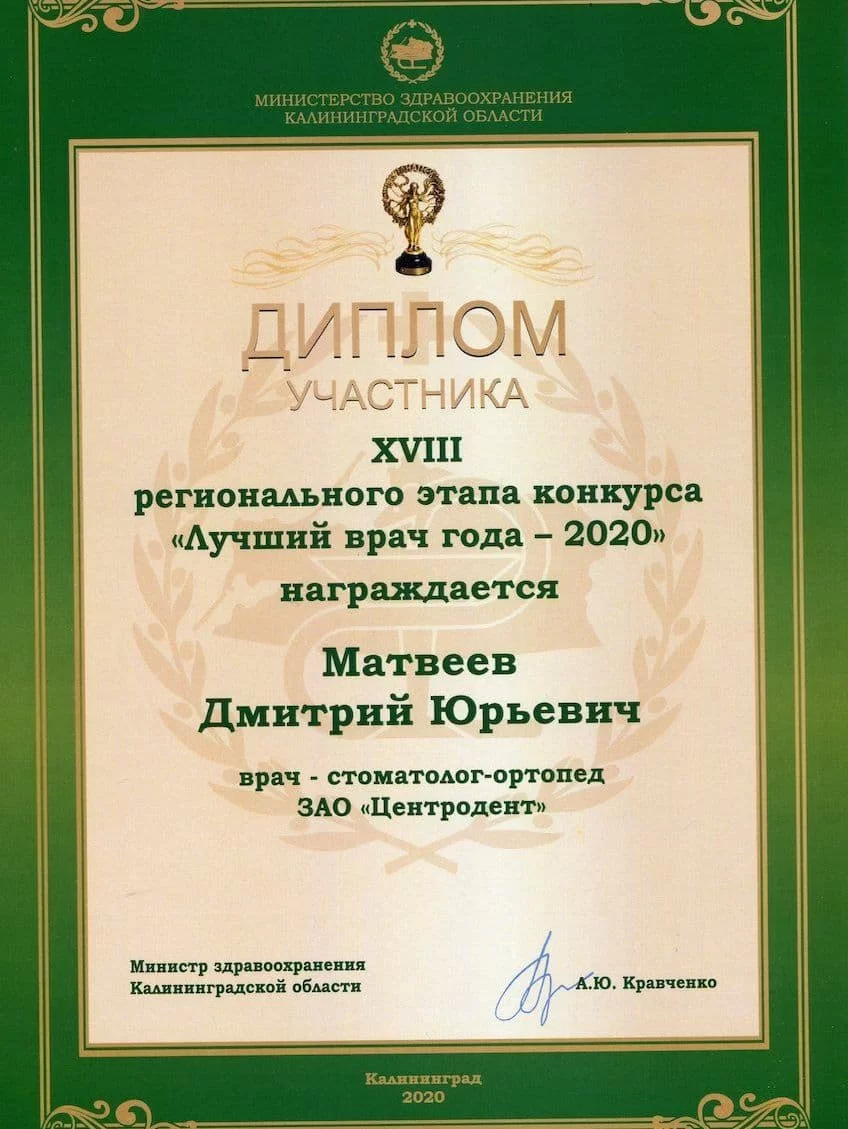 МИНИСТЕРСТВО ЗДРАВООХРАНЕНИЯ
КАЛИНИНГРАДСКОЙ ОБЛАСТИ
ДИПЛОМ
УЧАСТНИКА
XVIII
регионального этапа конкурса
«Лучший врач года – 2020»
награждается
Матвеев
Дмитрий Юрьевич
врач - стоматолог-ортопед
ЗАО «Центродент»
Министр здравоохранения
Калининградской области
А.Ю. Кравченко
Калининград
2020